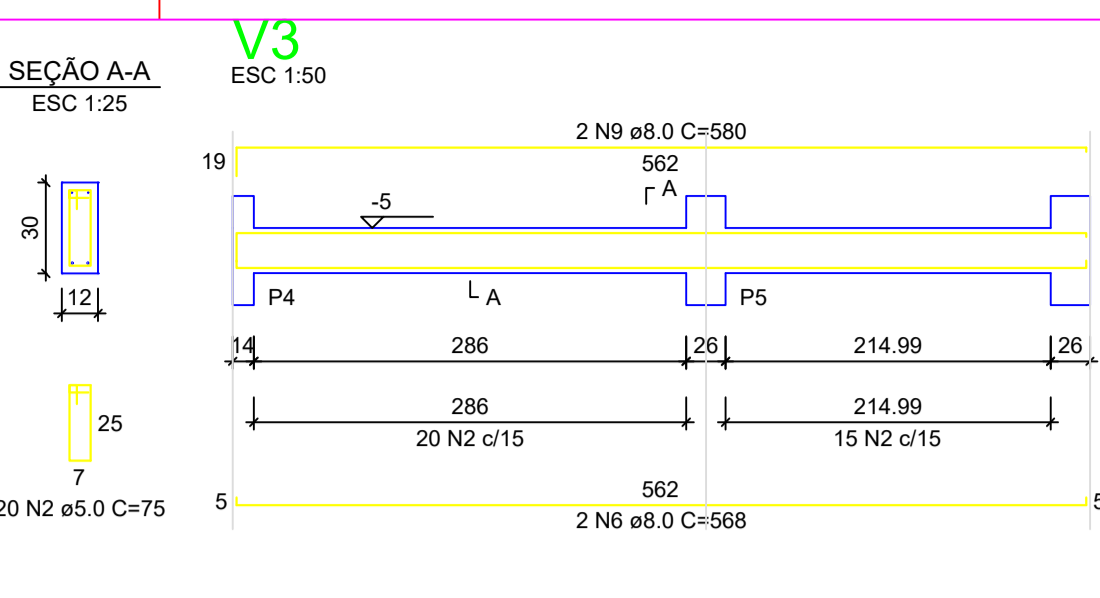 V3
ESC 1:50
SEÇÃO A-A
ESC 1:25
2 N9 ø8.0 C=580
19
562
A
-5
30
12
A
P4
P5
14
286
26
214.99
26
286
214.99
20 N2 c/15
15 N2 c/15
25
7
20 N2 ø5.0 C=75
5
562
5
2 N6 ø8.0 C=568